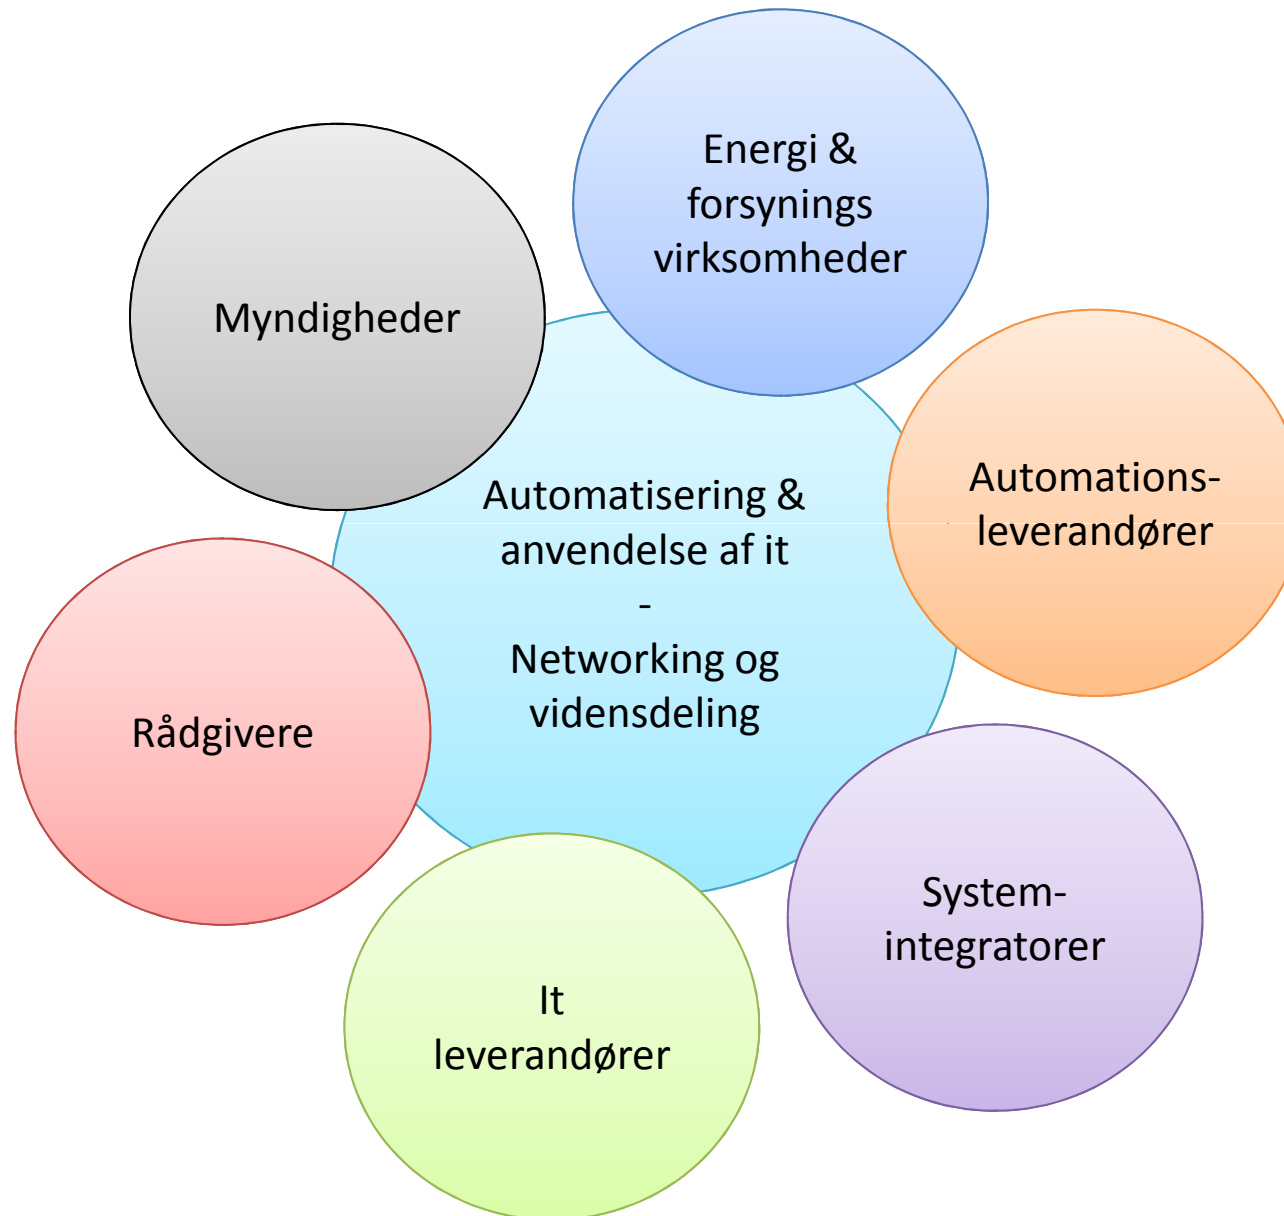 Energi &
forsynings
virksomheder
Myndigheder
Automations-
leverandører
Automatisering &
anvendelse af it
-
Networking og
vidensdeling
Rådgivere
System-
integratorer
It
leverandører